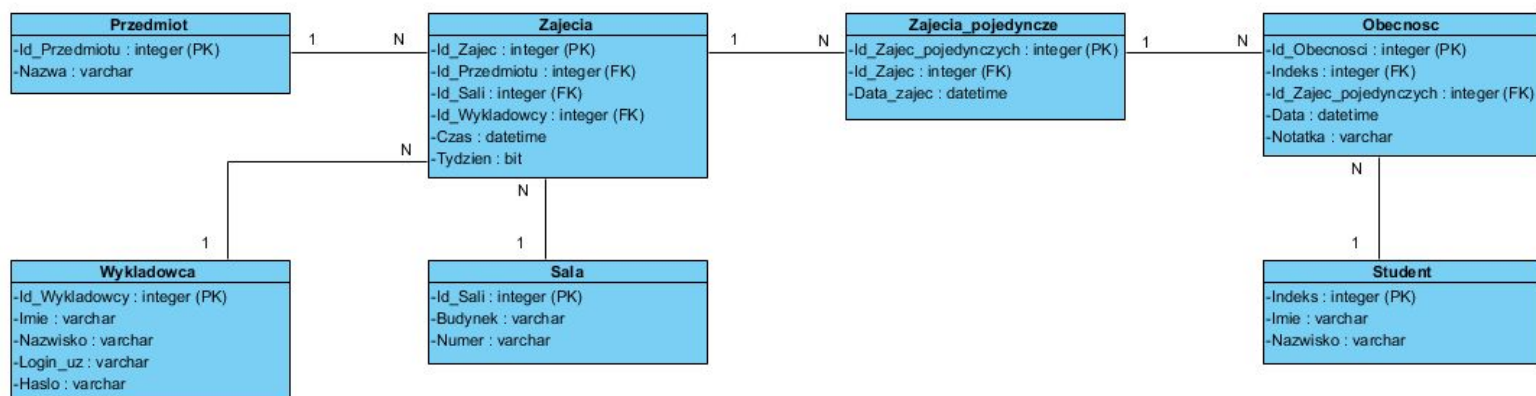 Przedmiot
-Id_Przedmiotu : integer (PK)
-Nazwa : varchar
1
N
Zajecia
-Id_Zajec : integer (PK)
-Id_Przedmiotu : integer (FK)
-Id_Sali : integer (FK)
-Id_Wykladowcy : integer (FK)
-Czas : datetime
-Tydzien : bit
1
N
Zajecia_pojedyncze
-Id_Zajec_pojedynczych : integer (PK)
-Id_Zajec : integer (FK)
-Data_zajec : datetime
1
N
Obecnosc
-Id_Obecnosci : integer (PK)
-Indeks : integer (FK)
-Id_Zajec_pojedynczych : integer (FK)
-Data : datetime
-Notatka : varchar
N
1
N
1
N
1
Wykladowca
-Id_Wykladowcy : integer (PK)
-Imie : varchar
-Nazwisko : varchar
-Login_uz : varchar
-Haslo : varchar
Sala
-Id_Sali : integer (PK)
-Budynek : varchar
-Numer : varchar
Student
-Indeks : integer (PK)
-Imie : varchar
-Nazwisko : varchar